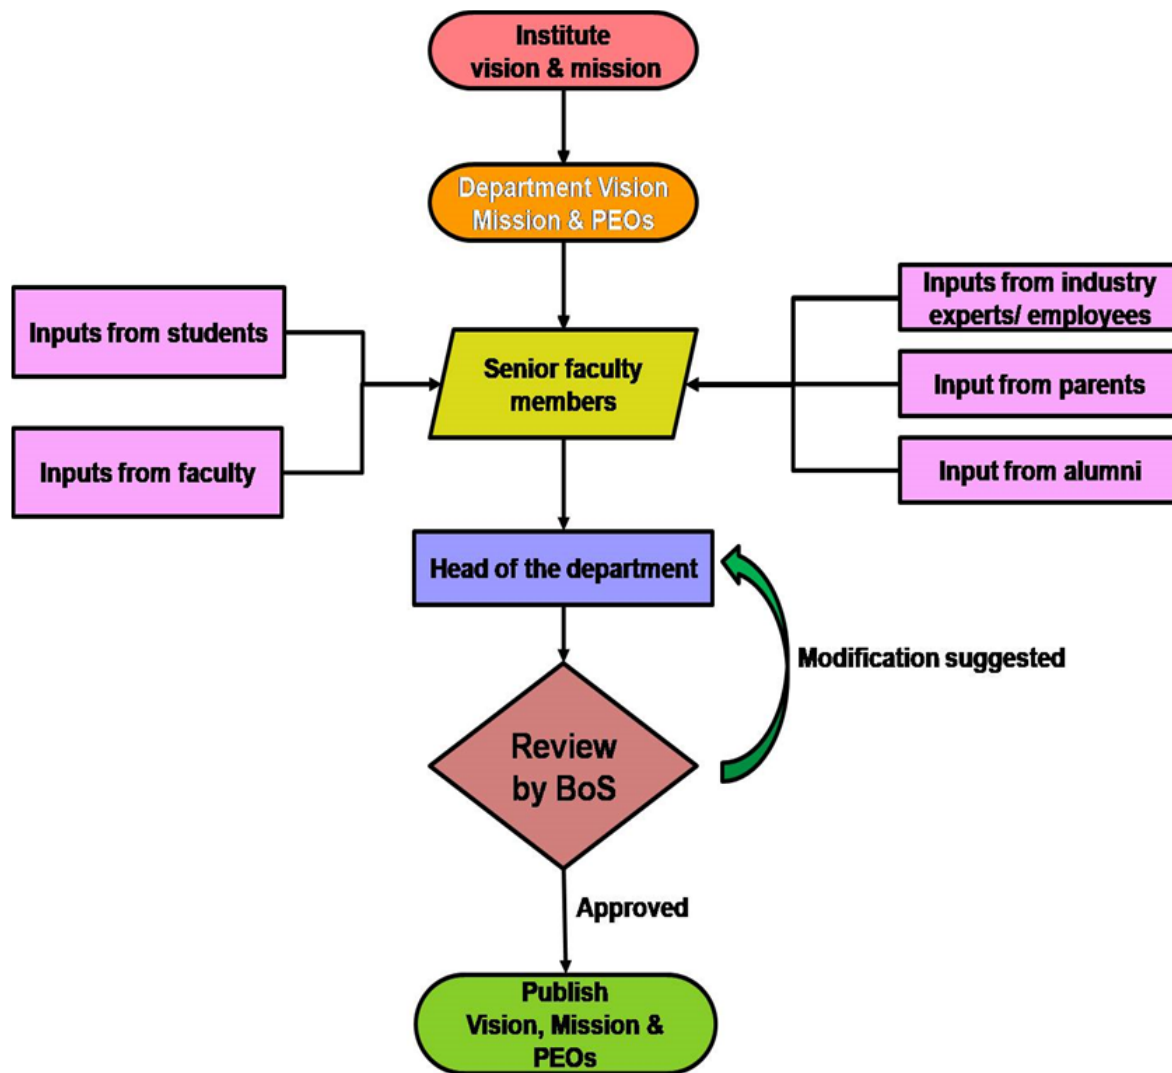 Institute
vision & mission
Department Vision
Mission & PEOs
Inputs from students
Inputs from faculty
Senior faculty
members
Inputs from industry
experts/ employees
Input from parents
Input from alumni
Head of the department
Modification suggested
Review
by BoS
Approved
Publish
Vision, Mission &
PEOs